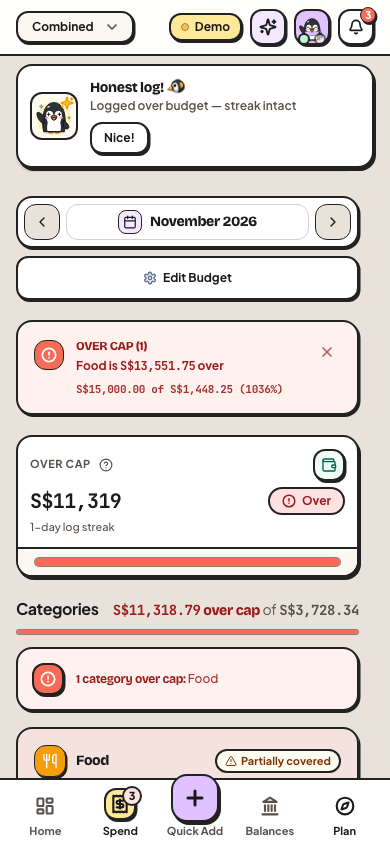 Combined
Demo
3
Honest log!
Logged over budget — streak intact
Nice!
November 2026
Edit Budget
OVER CAP (1)
Food is S$13,551.75 over
S$15,000.00 of S$1,448.25 (1036%)
OVER CAP
S$11,319
Over
1-day log streak
Categories S$11,318.79 over cap of S$3,728.34
1 category over cap: Food
Food
Partially covered
3
Home
Spend
Quick Add
Balances
Plan